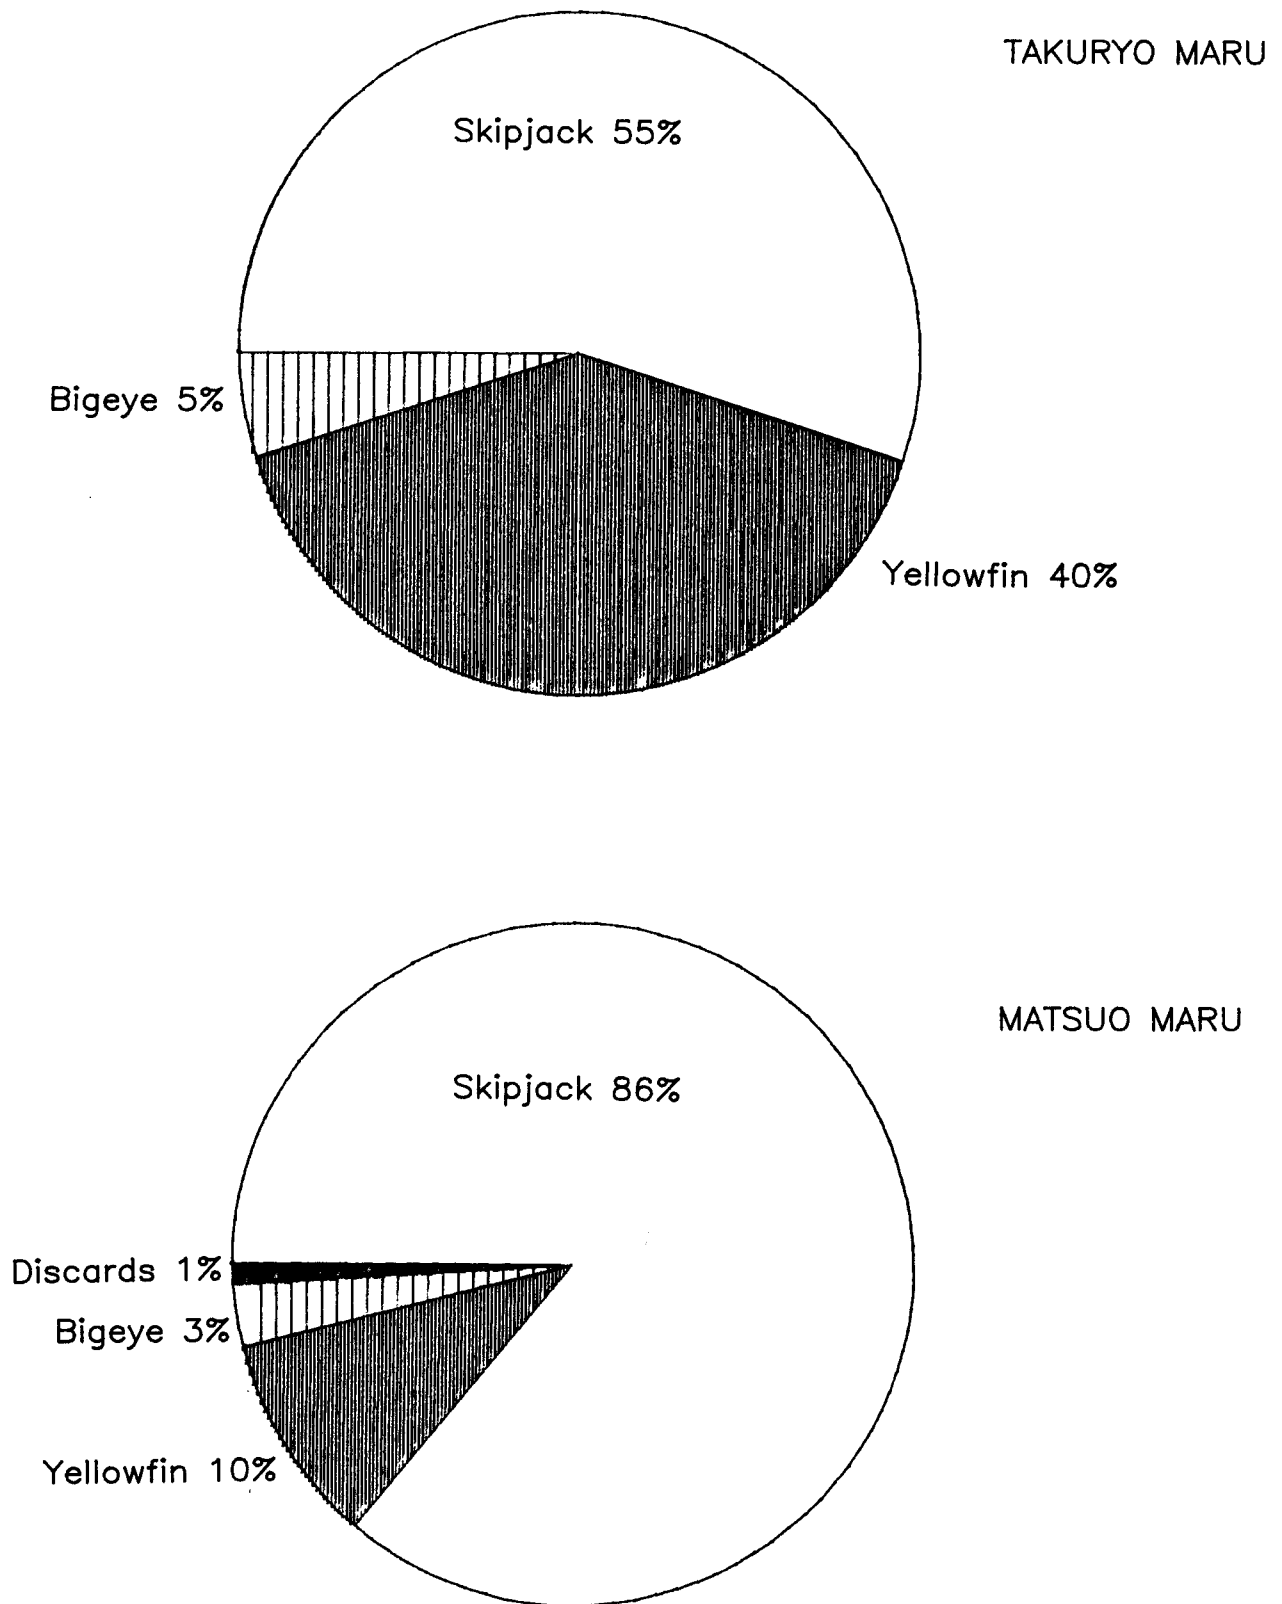 TAKURYO MARU
Skipjack 55%
Bigeye 5%
Yellowfin 40%
MATSUO MARU
Skipjack 86%
Discards 1%
Bigeye 3%
Yellowfin 10%